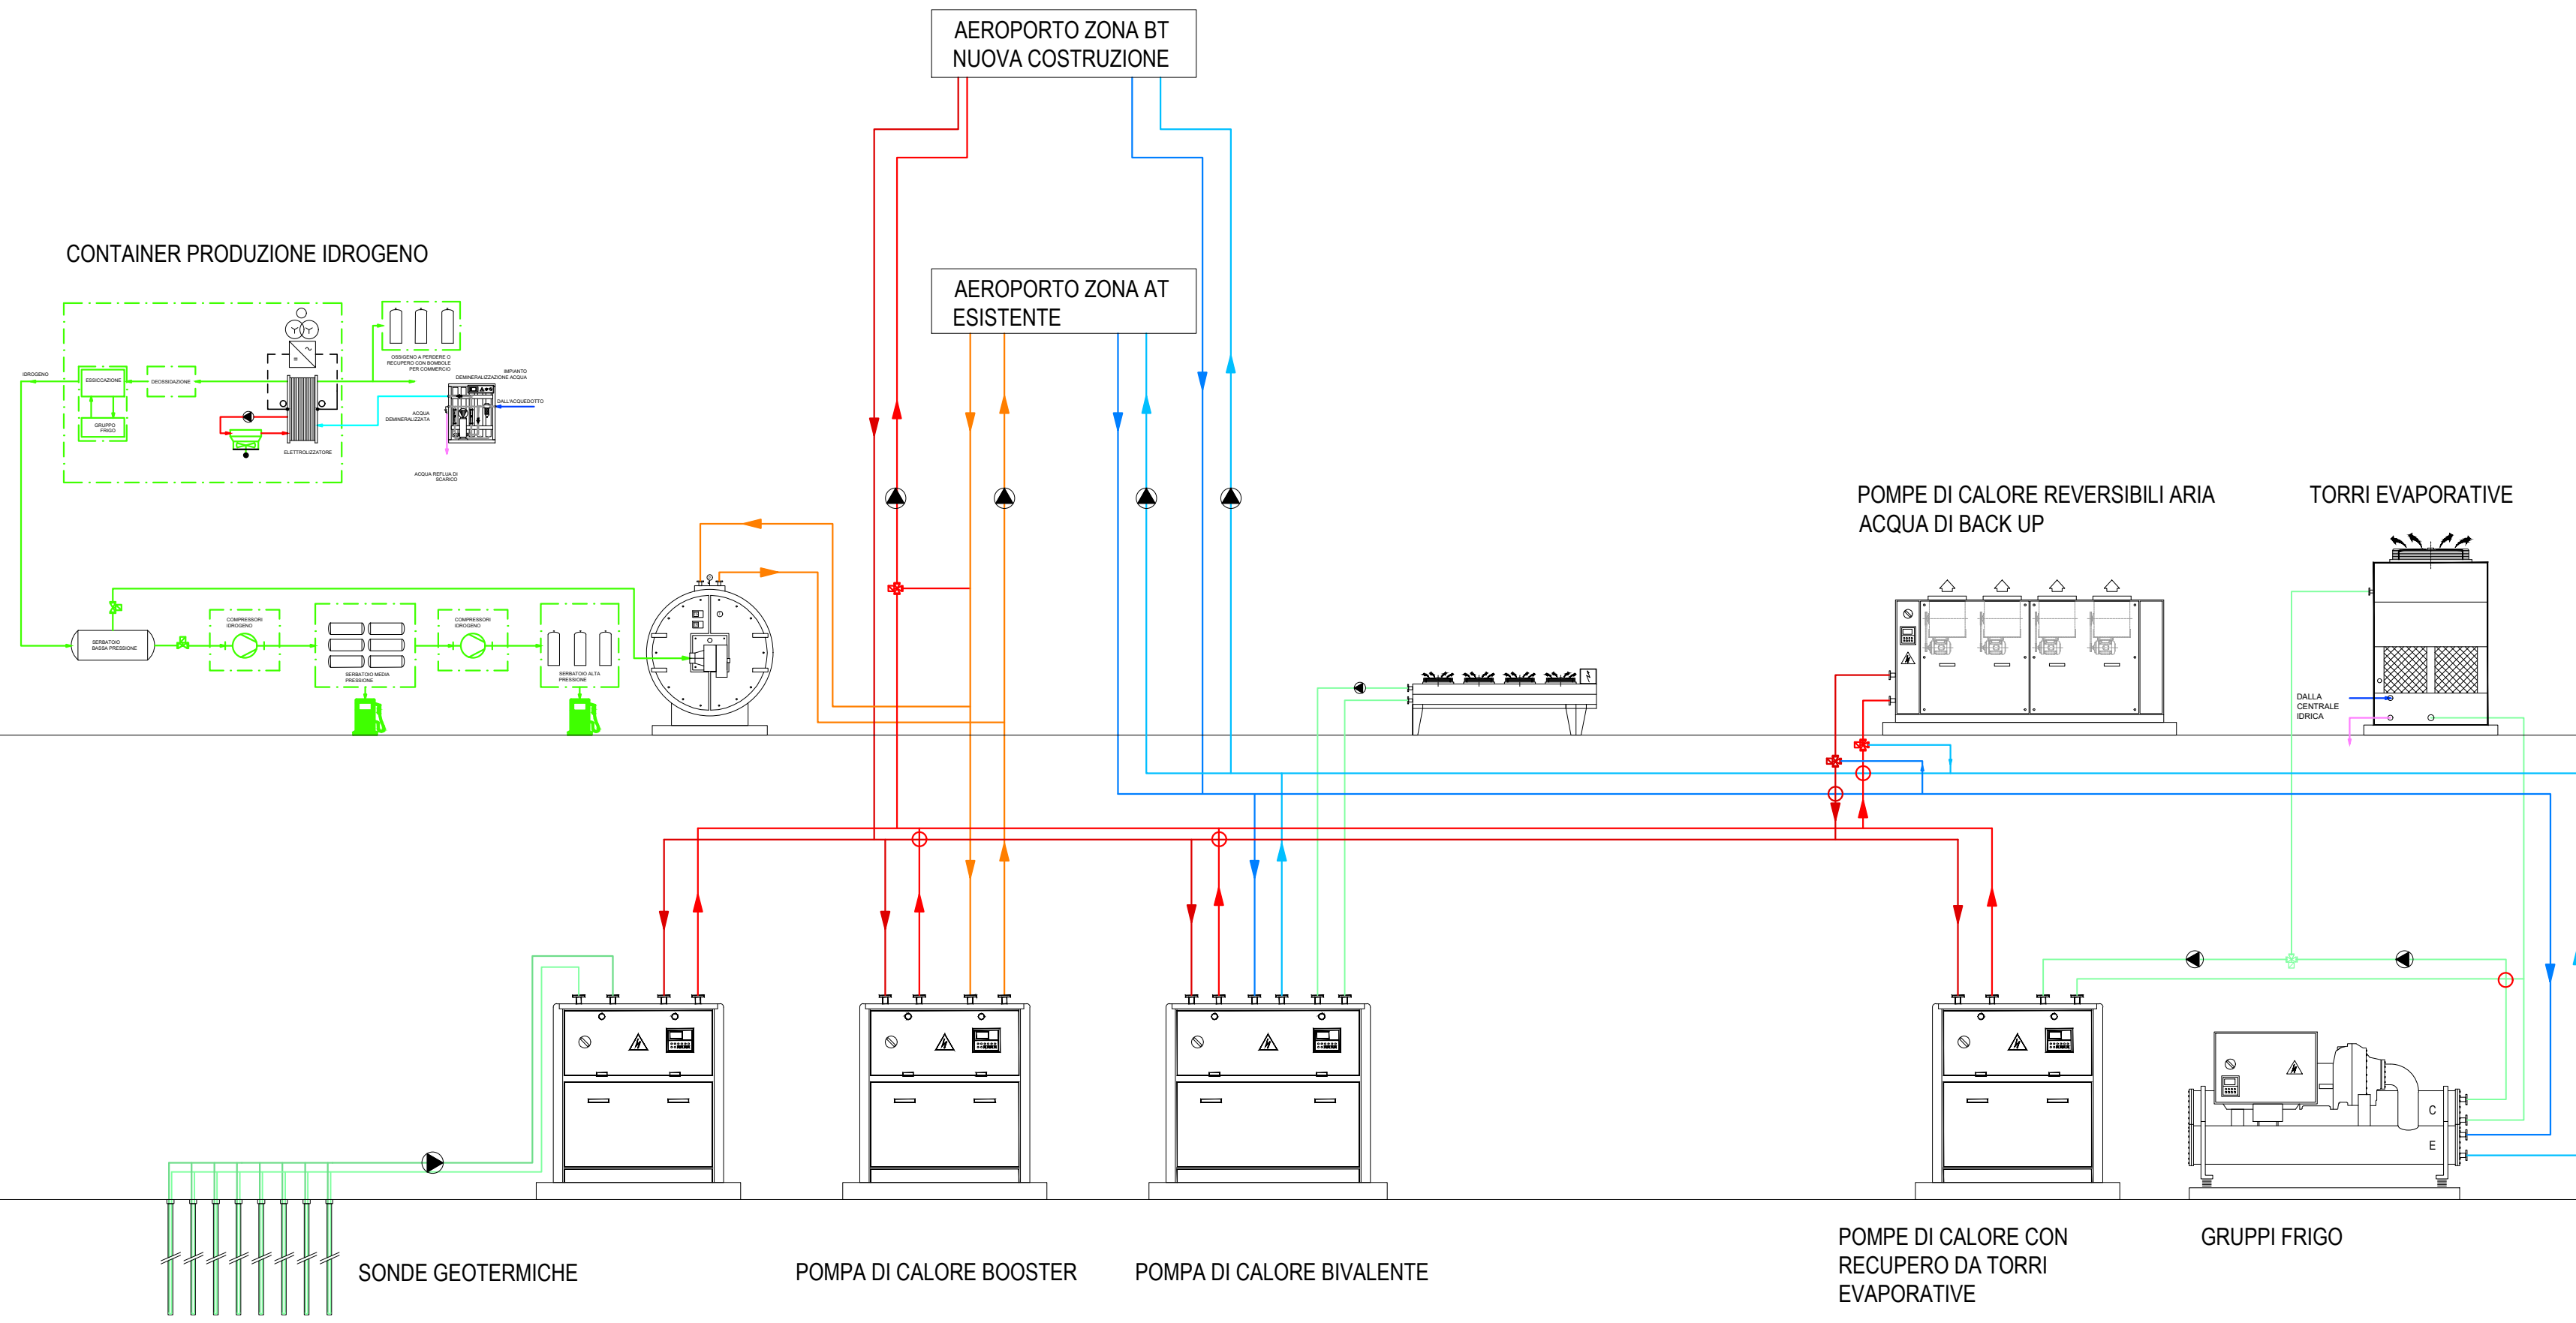 AEROPORTO ZONA BT
NUOVA COSTRUZIONE
CONTAINER PRODUZIONE IDROGENO
AEROPORTO ZONA AT
ESISTENTE
OSSIGENO A PERDERE O
RECUPERO CON BOMBOLE
PER COMMERCIO
IMPIANTO
DEMINERALIZZAZIONE ACQUA
IDROGENO
ESSICCAZIONE
DEOSSIDAZIONE
GRUPPO
FRIGO
ACQUA
DEMINERALIZZATA
DALL'ACQUEDOTTO
ELETTROLIZZATORE
ACQUA REFLUA DI
SCARICO
POMPE DI CALORE REVERSIBILI ARIA
ACQUA DI BACK UP
TORRI EVAPORATIVE
SERBATOIO
BASSA PRESSIONE
COMPRESSORI
IDROGENO
SERBATOIO MEDIA
PRESSIONE
COMPRESSORI
IDROGENO
SERBATOIO ALTA
PRESSIONE
DALLA
CENTRALE
IDRICA
C
E
SONDE GEOTERMICHE
POMPA DI CALORE BOOSTER
POMPA DI CALORE BIVALENTE
POMPE DI CALORE CON
RECUPERO DA TORRI
EVAPORATIVE
GRUPPI FRIGO